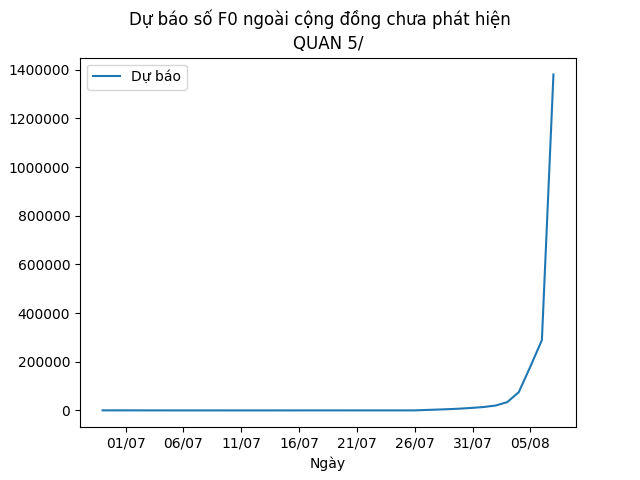 Dự báo số F0 ngoài cộng đồng chưa phát hiện
QUAN 5/
Dự báo
1400000
1200000
1000000
800000
600000
400000
200000
0
01/07 06/07 11/07 16/07 21/07 26/07 31/07 05/08
Ngày